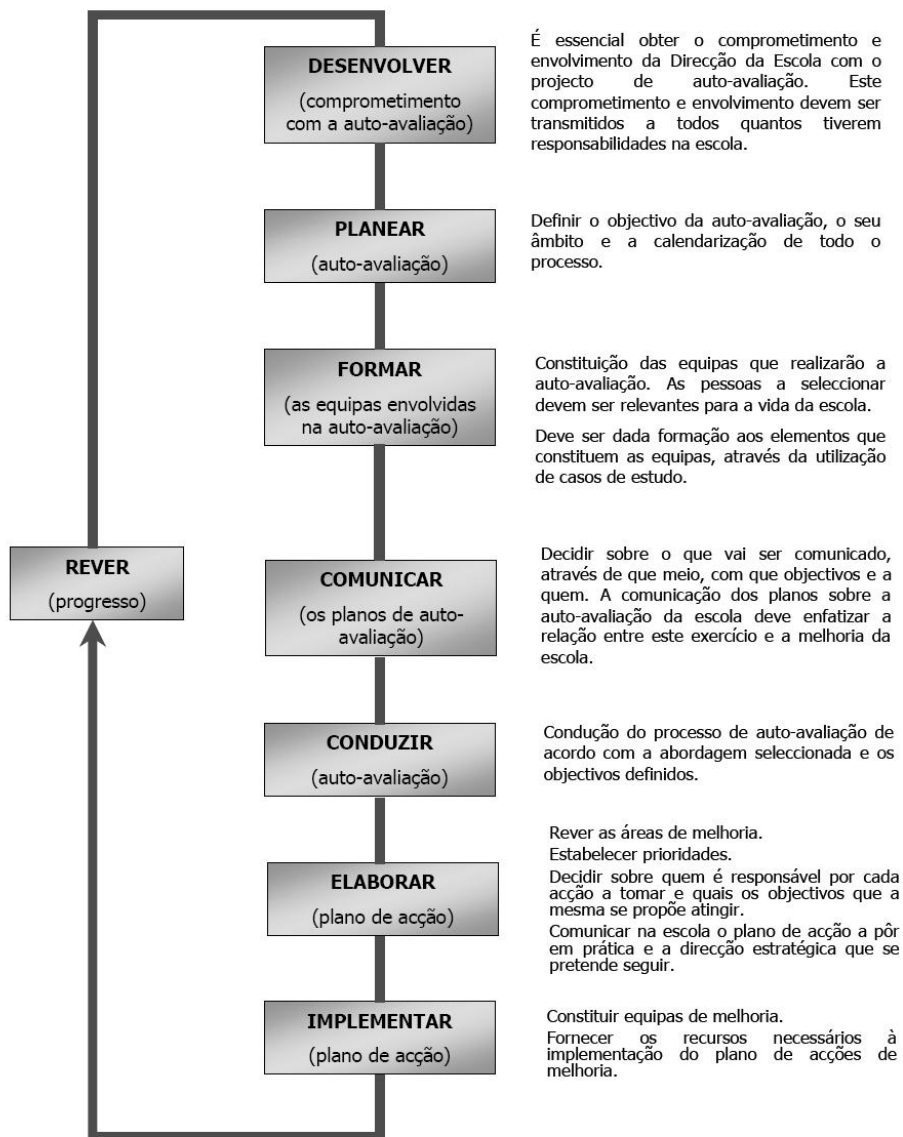 DESENVOLVER
(comprometimento
com a auto-avaliação)
É essencial obter o comprometimento e
envolvimento da Direcção da Escola com o
projecto de auto-avaliação. Este
comprometimento e envolvimento devem ser
transmitidos a todos quantos tiverem
responsabilidades na escola.
PLANEAR
(auto-avaliação)
Definir o objectivo da auto-avaliação, o seu
âmbito e a calendarização de todo o
processo.
FORMAR
(as equipas envolvidas
na auto-avaliação)
Constituição das equipas que realizarão a
auto-avaliação. As pessoas a seleccionar
devem ser relevantes para a vida da escola.
Deve ser dada formação aos elementos que
constituem as equipas, através da utilização
de casos de estudo.
REVER
(progresso)
COMUNICAR
(os planos de auto-
avaliação)
Decidir sobre o que vai ser comunicado,
através de que meio, com que objectivos e a
quem. A comunicação dos planos sobre a
auto-avaliação da escola deve enfatizar a
relação entre este exercício e a melhoria da
escola.
CONDUZIR
(auto-avaliação)
Condução do processo de auto-avaliação de
acordo com a abordagem seleccionada e os
objectivos definidos.
ELABORAR
(plano de acção)
Rever as áreas de melhoria.
Estabelecer prioridades.
Decidir sobre quem é responsável por cada
acção a tomar e quais os objectivos que a
mesma se propõe atingir.
Comunicar na escola o plano de acção a pôr
em prática e a direcção estratégica que se
pretende seguir.
IMPLEMENTAR
(plano de acção)
Constituir equipas de melhoria.
Fornecer os recursos necessários à
implementação do plano de acções de
melhoria.